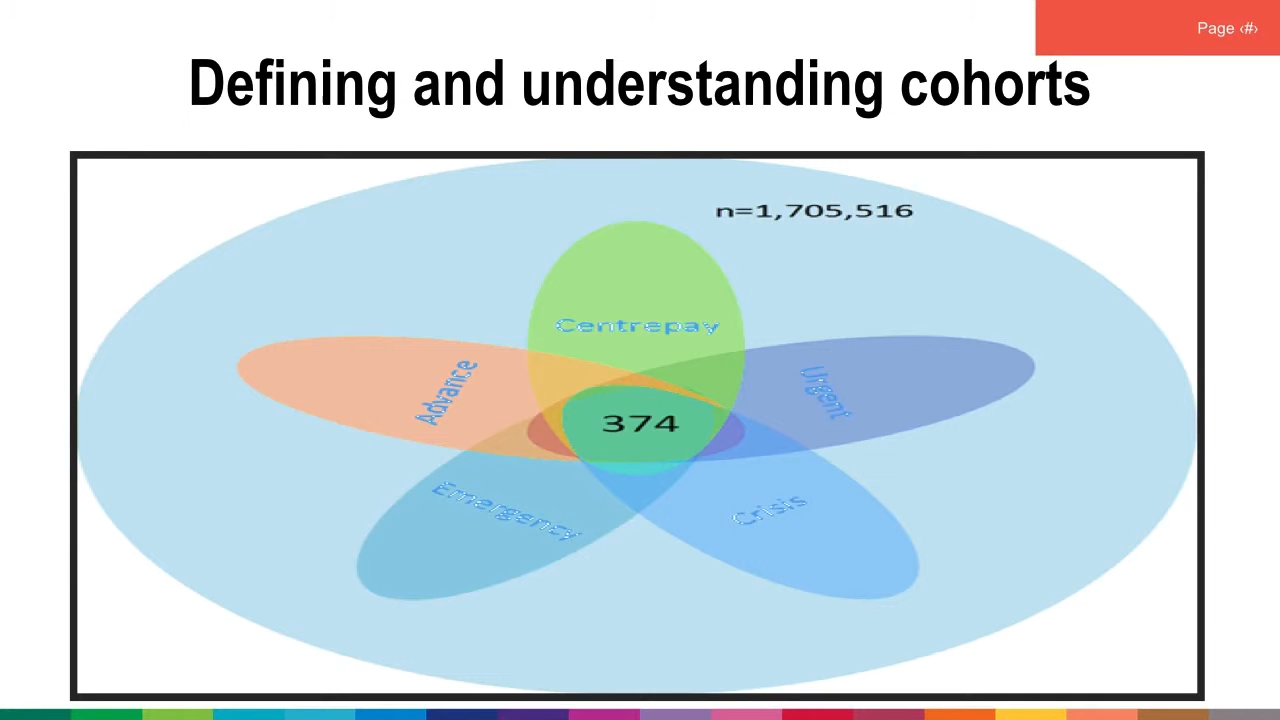 Page ‹#›
Defining and understanding cohorts
n=1,705,516
Centrepay
Advance
Urgent
374
Emergency
Crisis